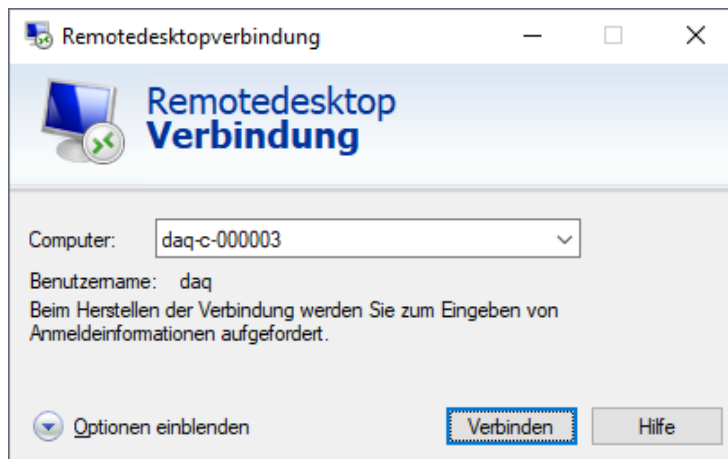 Remotedesktopverbindung
Remotedesktop
Verbindung
Computer: daq-c-000003
Benutzername: daq
Beim Herstellen der Verbindung werden Sie zum Eingeben von
Anmeldeinformationen aufgefordert.
Optionen einblenden Verbinden Hilfe